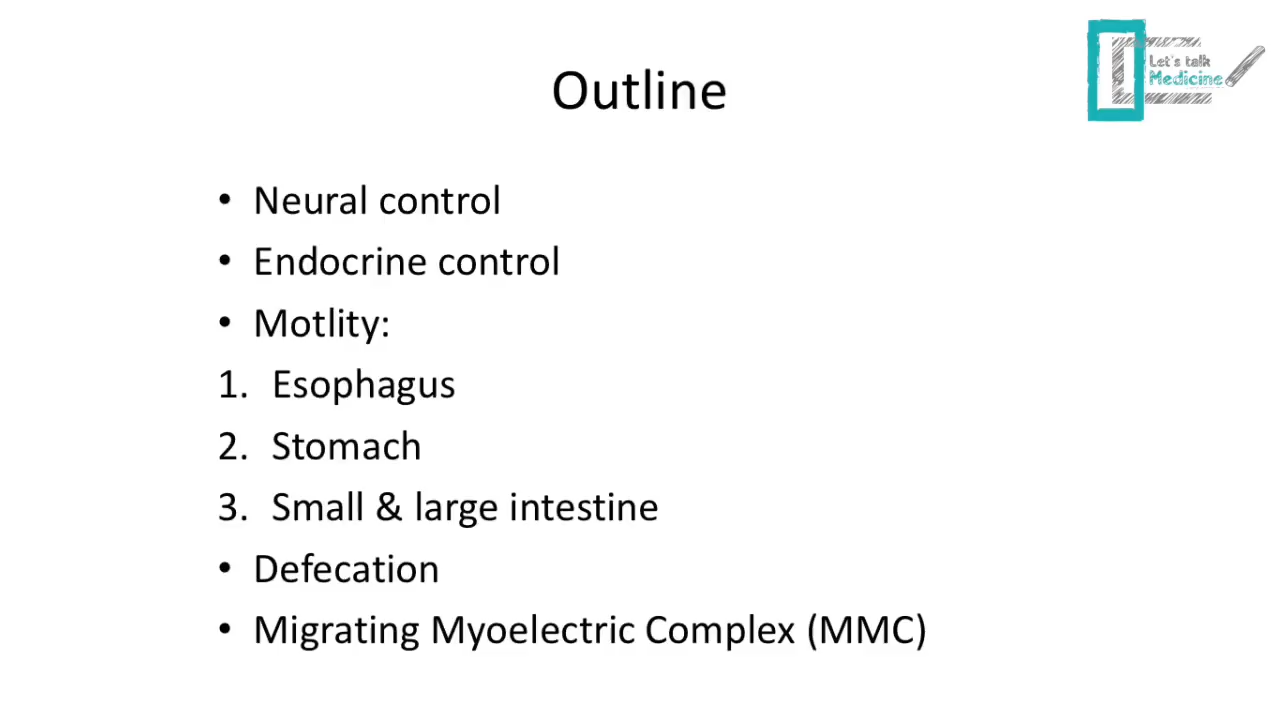 Outline
Let's talk
Medicine
• Neural control
• Endocrine control
• Motlity:
1. Esophagus
2. Stomach
3. Small & large intestine
• Defecation
• Migrating Myoelectric Complex (MMC)